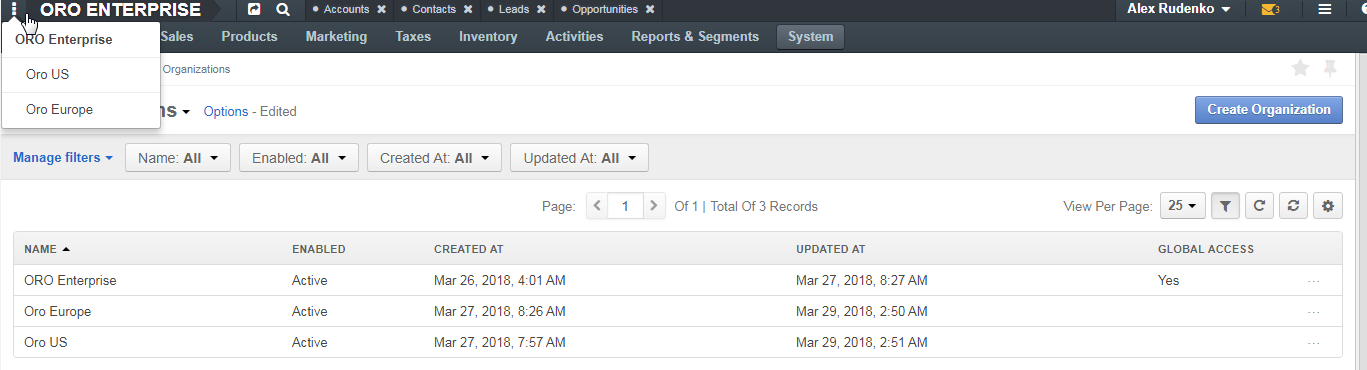 ORO ENTERPRISE Accounts Contacts Leads Opportunities Alex Rudenko 3
ORO Enterprise
Oro US
Oro Europe
Sales Products Marketing Taxes Inventory Activities Reports & Segments System
Organizations
Options - Edited Create Organization
Manage filters Name: All Enabled: All Created At: All Updated At: All
Page: 1 Of 1 | Total Of 3 Records View Per Page: 25
NAME ENABLED CREATED AT UPDATED AT GLOBAL ACCESS
ORO Enterprise Active Mar 26, 2018, 4:01 AM Mar 27, 2018, 8:27 AM Yes ...
Oro Europe Active Mar 27, 2018, 8:26 AM Mar 29, 2018, 2:50 AM ...
Oro US Active Mar 27, 2018, 7:57 AM Mar 29, 2018, 2:51 AM ...